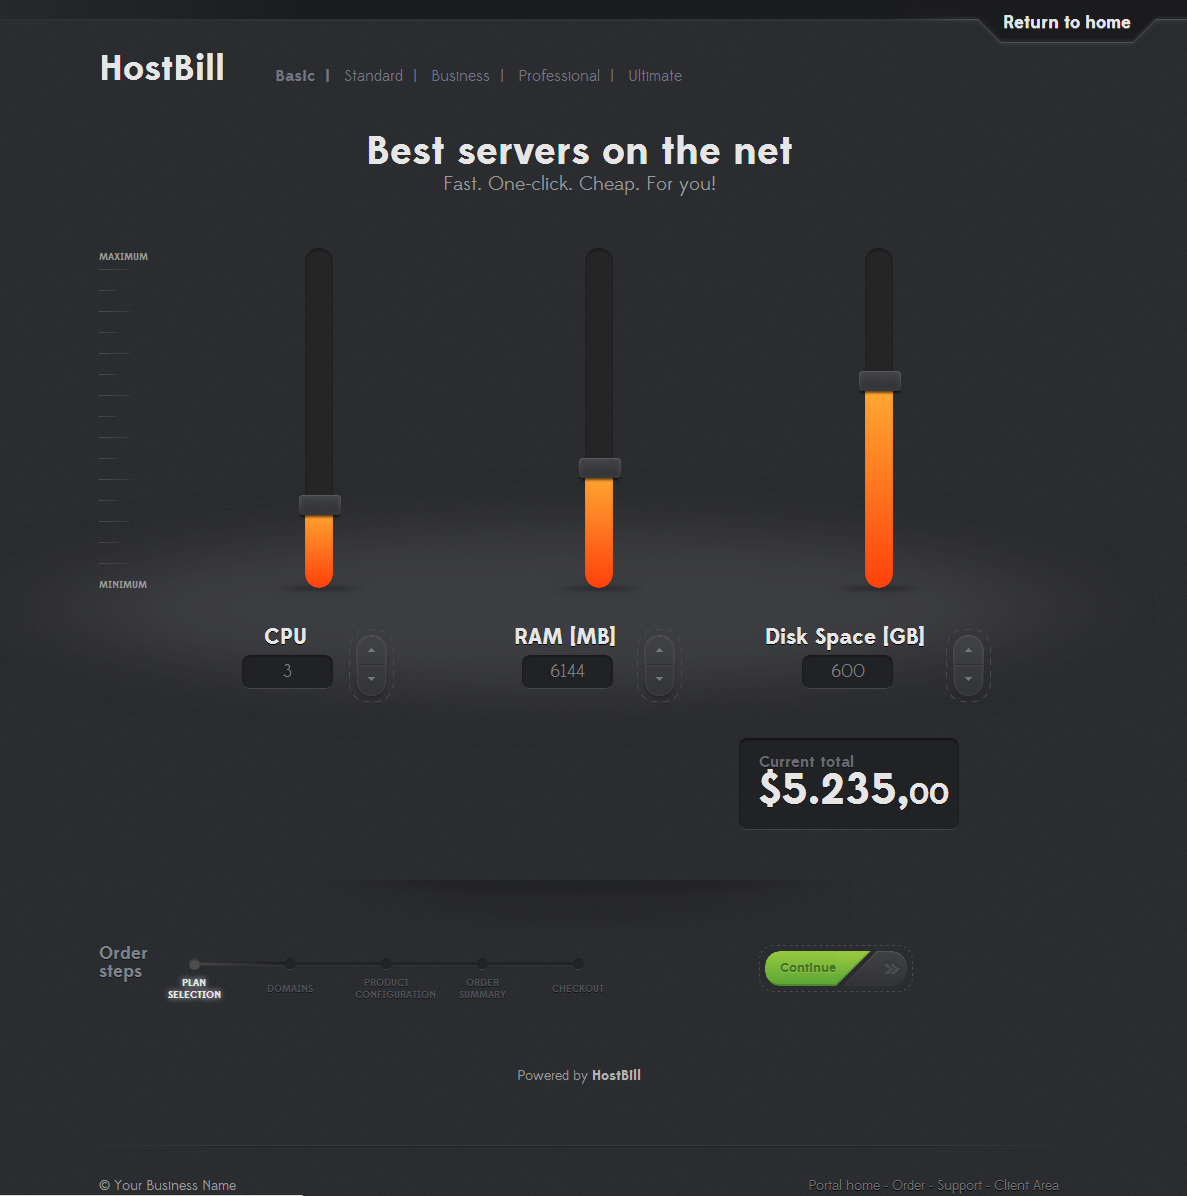 Return to home
HostBill
Basic | Standard | Business | Professional | Ultimate
Best servers on the net
Fast. One-click. Cheap. For you!
MAXIMUM
MINIMUM
CPU
3
RAM [MB]
6144
Disk Space [GB]
600
Current total
$5.235,00
Order
steps
PLAN
SELECTION
DOMAINS
PRODUCT
CONFIGURATION
ORDER
SUMMARY
CHECKOUT
Continue
Powered by HostBill
© Your Business Name
Portal home - Order - Support - Client Area